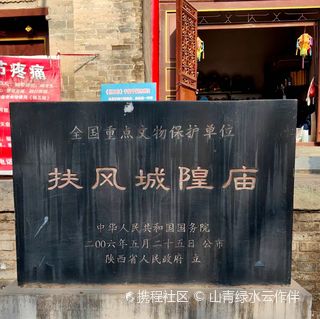 节疼痛
全国重点文物保护单位
扶风城隍庙
中华人民共和国国务院
二〇〇六年五月二十五日 公布
陕西省人民政府 立
携程社区 © 山青绿水云作伴